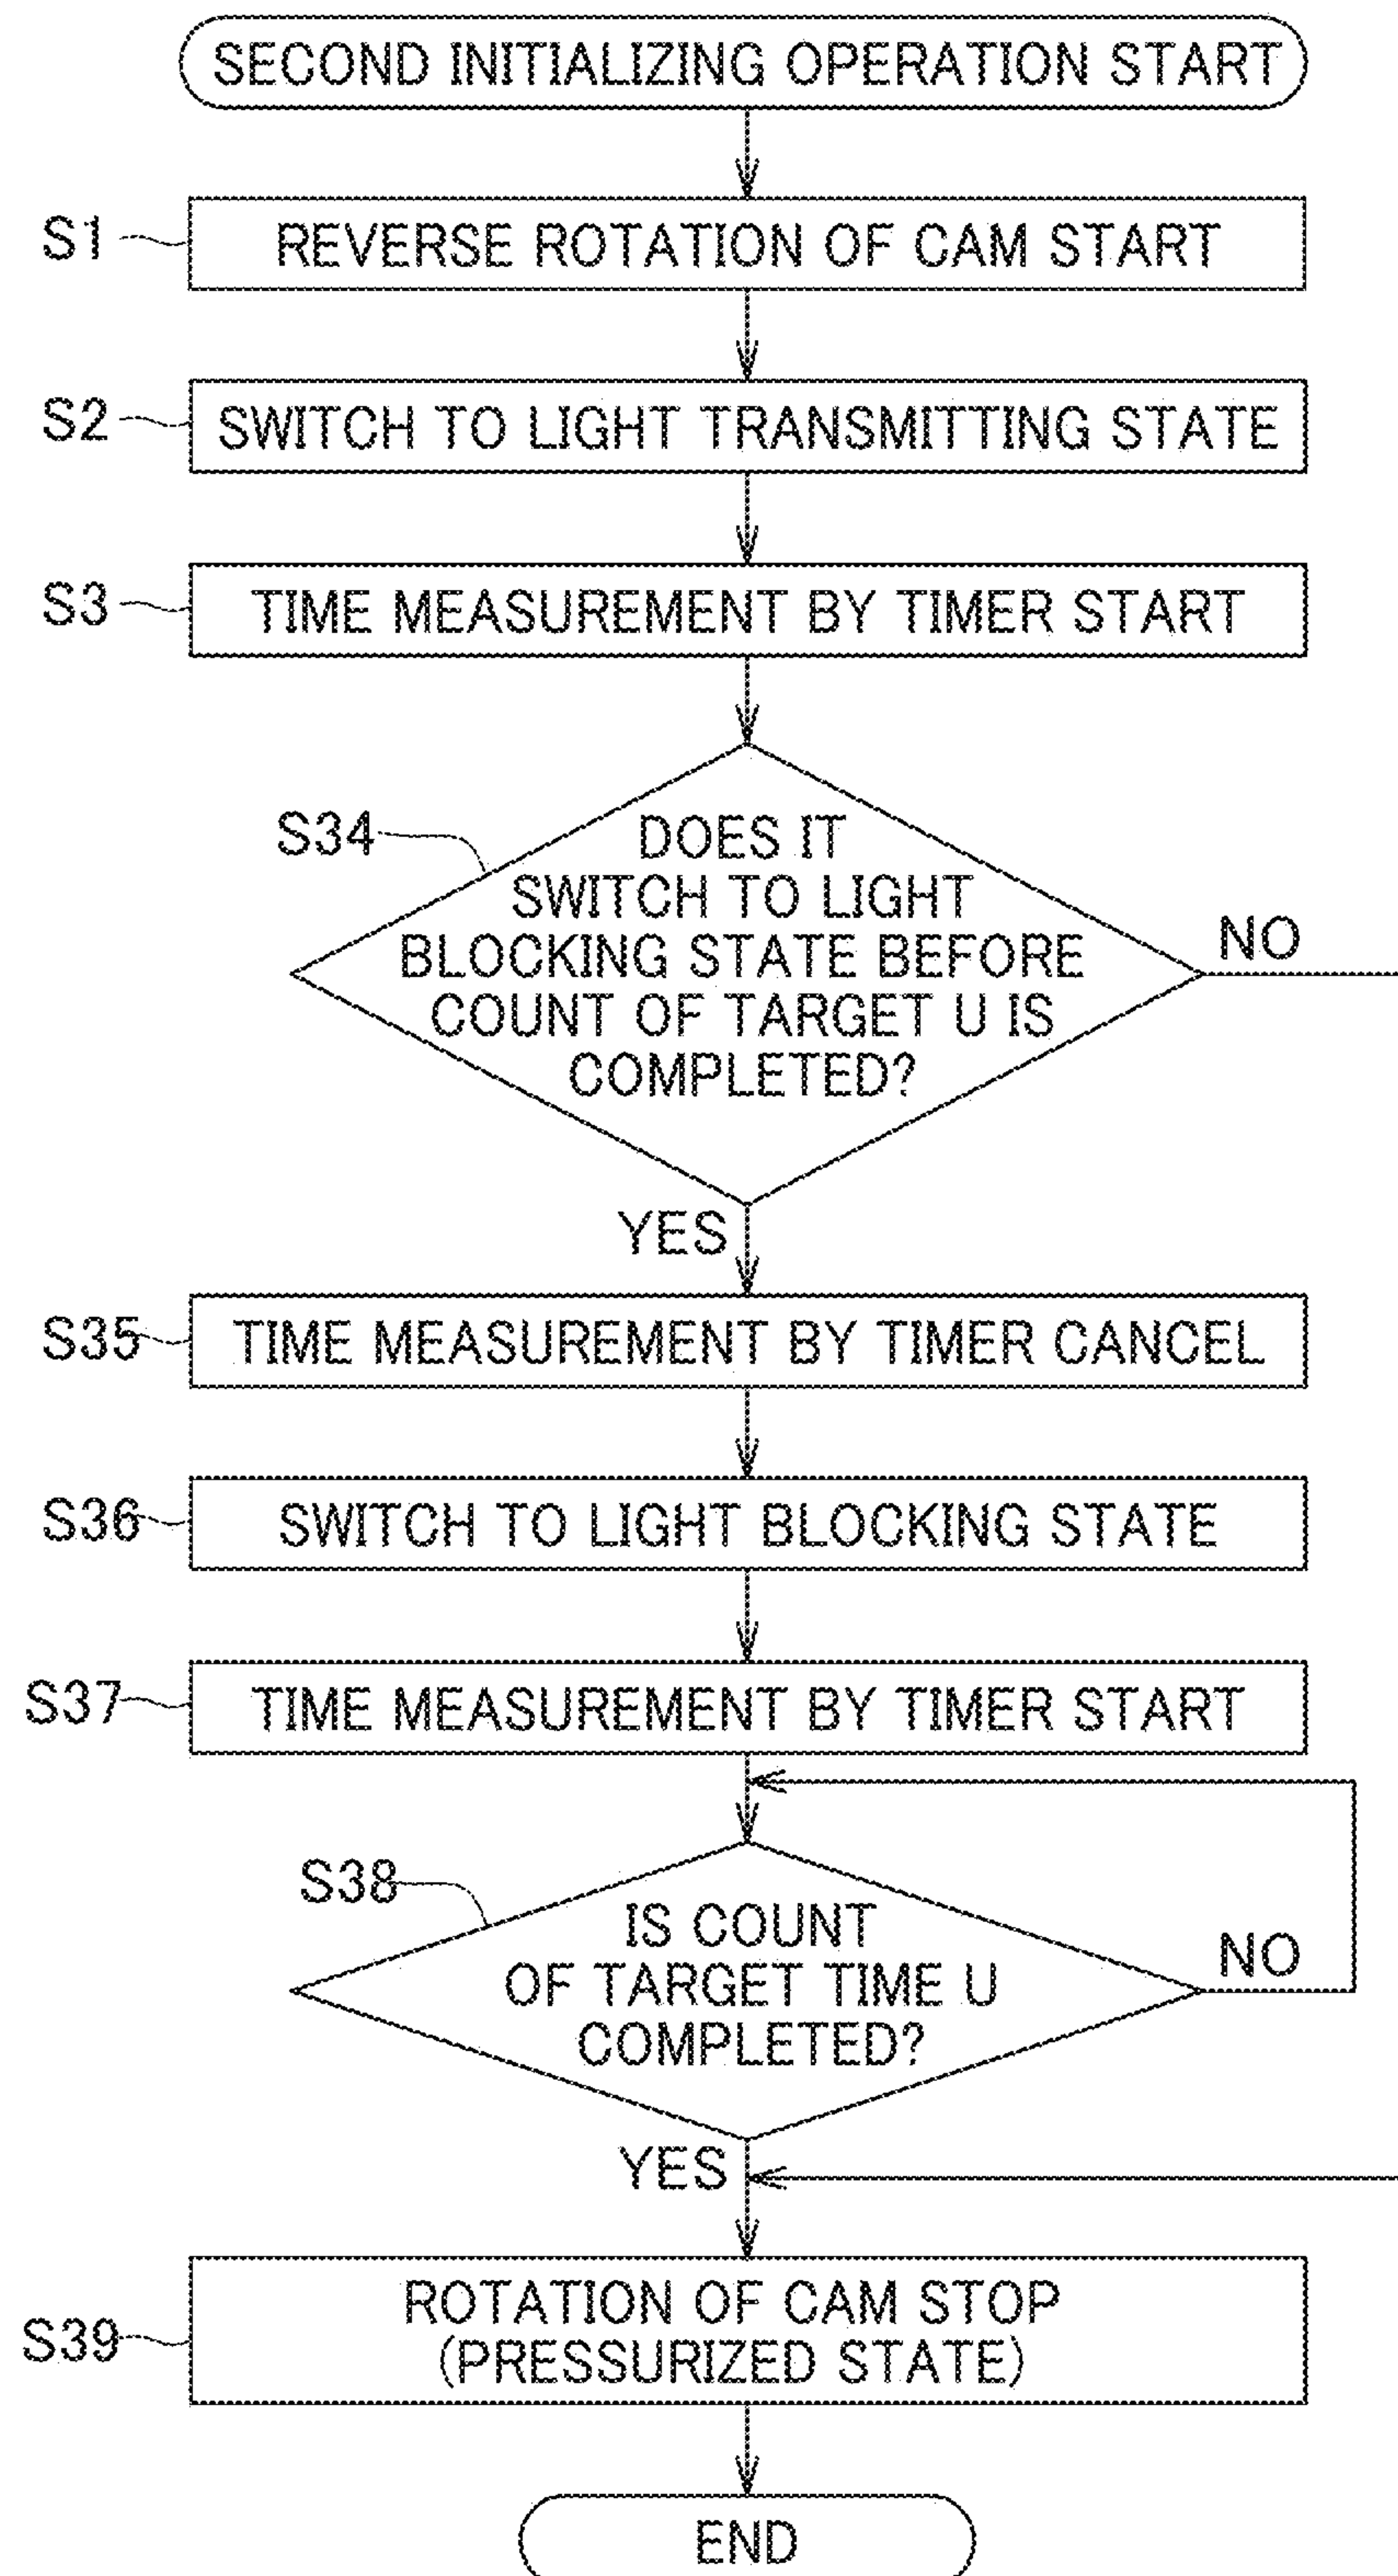 SECOND INITIALIZING OPERATION START
S1
REVERSE ROTATION OF CAM START
S2
SWITCH TO LIGHT TRANSMITTING STATE
S3
TIME MEASUREMENT BY TIMER START
S34
DOES IT
SWITCH TO LIGHT
BLOCKING STATE BEFORE
COUNT OF TARGET U IS
COMPLETED?
NO
YES
S35
TIME MEASUREMENT BY TIMER CANCEL
S36
SWITCH TO LIGHT BLOCKING STATE
S37
TIME MEASUREMENT BY TIMER START
S38
IS COUNT
OF TARGET TIME U
COMPLETED?
NO
YES
S39
ROTATION OF CAM STOP
(PRESSURIZED STATE)
END